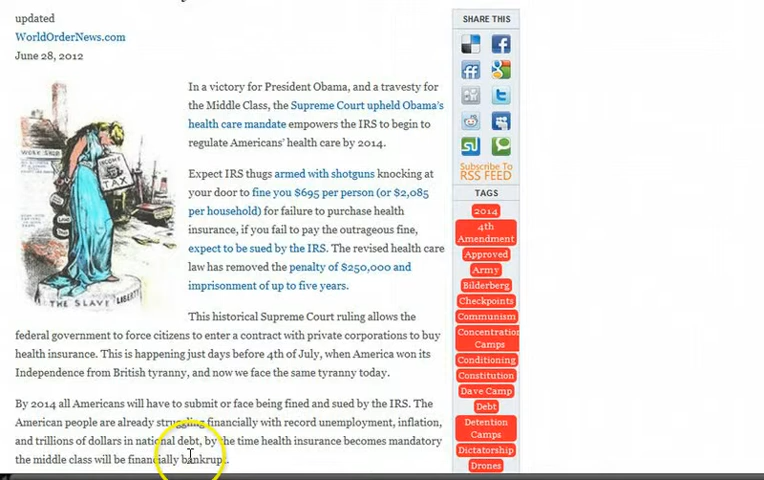 updated
WorldOrderNews.com
June 28, 2012
WORK SHOP
INCOME
TAX
THE SLAVE LIBERTY
In a victory for President Obama, and a travesty for
the Middle Class, the Supreme Court upheld Obama's
health care mandate empowers the IRS to begin to
regulate Americans' health care by 2014.
Expect IRS thugs armed with shotguns knocking at
your door to fine you $695 per person (or $2,085
per household) for failure to purchase health
insurance, if you fail to pay the outrageous fine,
expect to be sued by the IRS. The revised health care
law has removed the penalty of $250,000 and
imprisonment of up to five years.
This historical Supreme Court ruling allows the
federal government to force citizens to enter a contract with private corporations to buy
health insurance. This is happening just days before 4th of July, when America won its
Independence from British tyranny, and now we face the same tyranny today.
By 2014 all Americans will have to submit or face being fined and sued by the IRS. The
American people are already struggling financially with record unemployment, inflation,
and trillions of dollars in national debt, by the time health insurance becomes mandatory
the middle class will be financially bankrupt.
SHARE THIS
Subscribe To
RSS FEED
TAGS
2014
4th
Amendment
Approved
Army
Bilderberg
Checkpoints
Communism
Concentration
Camps
Conditioning
Constitution
Dave Camp
Debt
Detention
Camps
Dictatorship
Drones